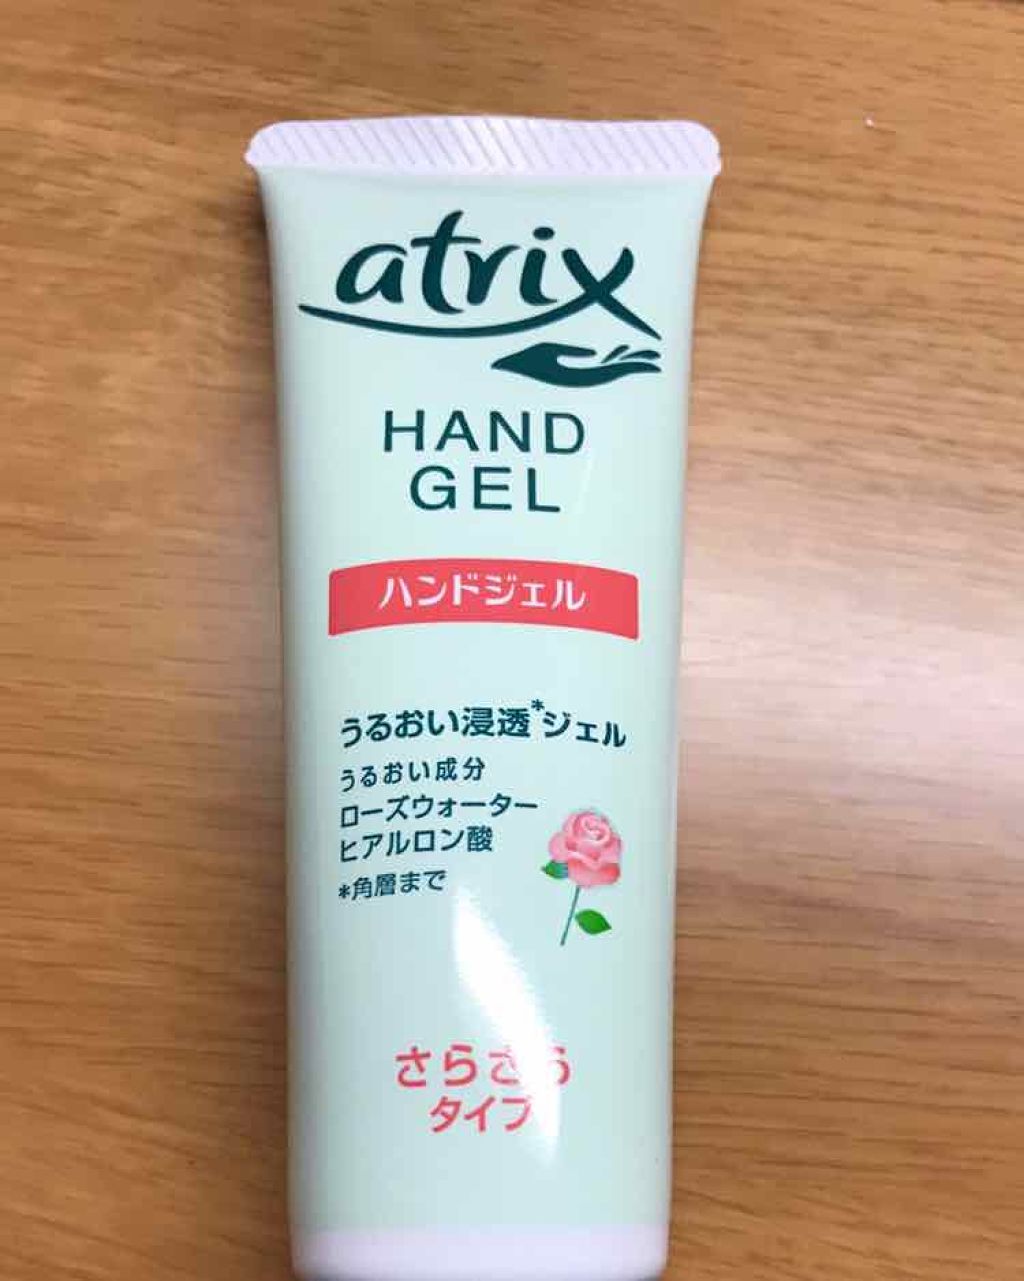 atrix
HAND
GEL
ハンドジェル
うるおい浸透*ジェル
うるおい成分
ローズウォーター
ヒアルロン酸
*角層まで
さらさら
タイプ